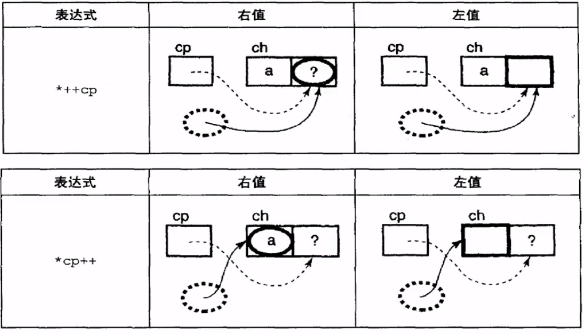 表达式 右值 左值
*++cp
cp ch cp ch
a ? a
表达式 右值 左值
*cp++
cp ch cp ch
a ? ?